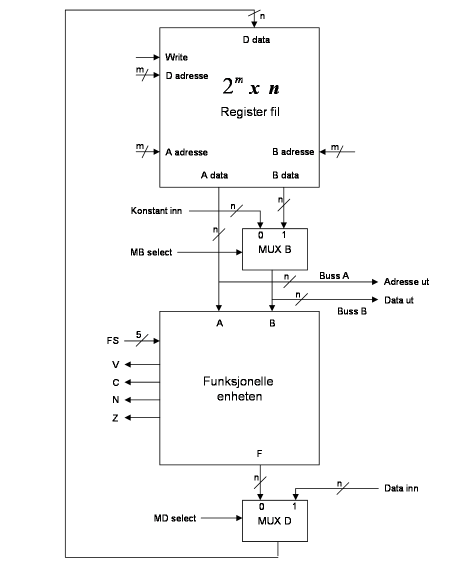 n
D data
Write
m
D adresse
2^m x n
Register fil
m
A adresse
B adresse
m
A data
B data
Konstant inn
n
n
n
0 1
MUX B
MB select
n
Buss A
Adresse ut
n
Data ut
Buss B
A
B
FS
5
V
C
N
Z
Funksjonelle
enheten
F
n
n
Data inn
0 1
MD select
MUX D